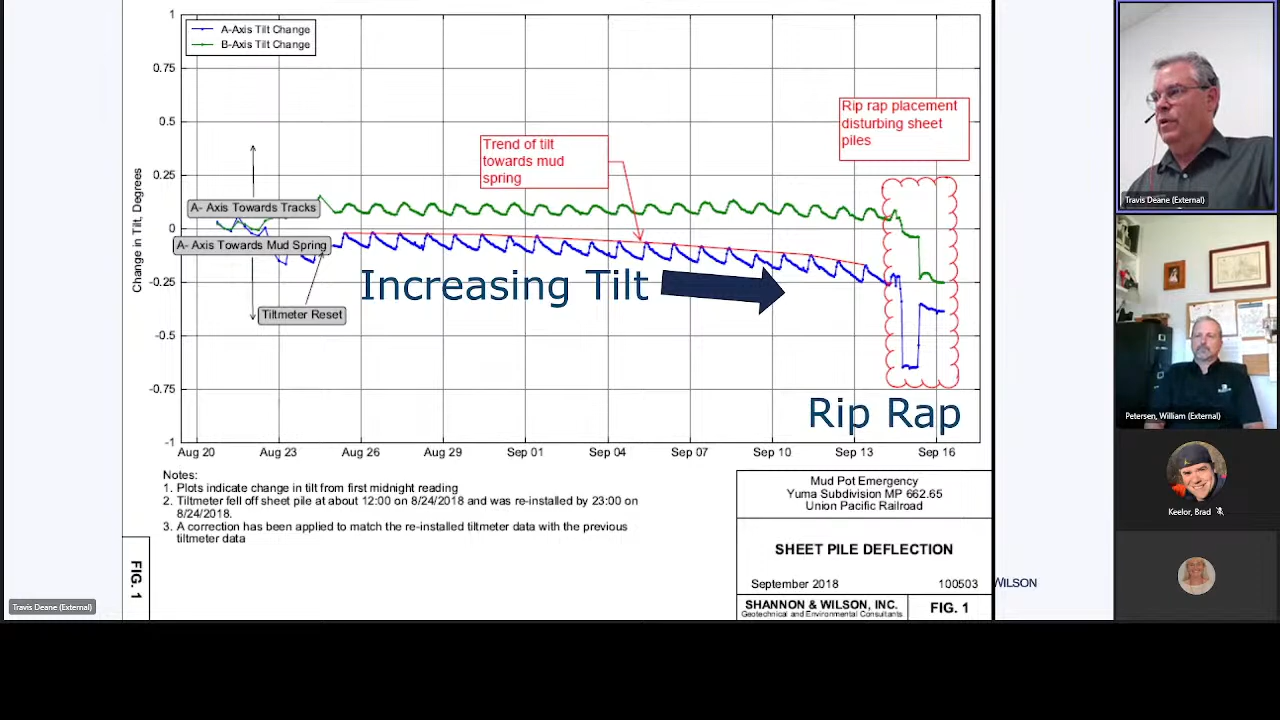 1
A-Axis Tilt Change
B-Axis Tilt Change
0.75
0.5
0.25
0
-0.25
-0.5
-0.75
-1
Change in Tilt, Degrees
Rip rap placement
disturbing sheet
piles
Trend of tilt
towards mud
spring
A- Axis Towards Tracks
A- Axis Towards Mud Spring
Tiltmeter Reset
Increasing Tilt
Rip Rap
Aug 20 Aug 23 Aug 26 Aug 29 Sep 01 Sep 04 Sep 07 Sep 10 Sep 13 Sep 16
Notes:
1. Plots indicate change in tilt from first midnight reading
2. Tiltmeter fell off sheet pile at about 12:00 on 8/24/2018 and was re-installed by 23:00 on
8/24/2018.
3. A correction has been applied to match the re-installed tiltmeter data with the previous
tiltmeter data
Mud Pot Emergency
Yuma Subdivision MP 662.65
Union Pacific Railroad
SHEET PILE DEFLECTION
September 2018 100503
SHANNON & WILSON, INC.
Geotechnical and Environmental Consultants
FIG. 1
FIG. 1
WILSON
Travis Deane (External)
Travis Deane (External)
Petersen, William (External)
Keelor, Brad